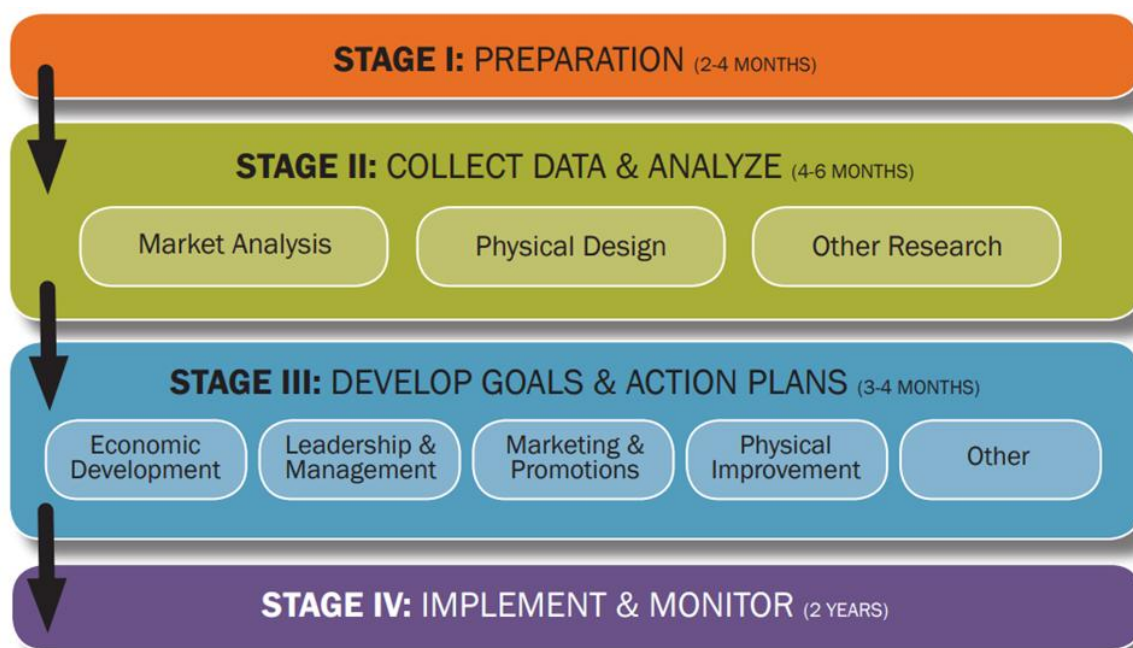 STAGE I: PREPARATION (2-4 MONTHS)
STAGE II: COLLECT DATA & ANALYZE (4-6 MONTHS)
Market Analysis
Physical Design
Other Research
STAGE III: DEVELOP GOALS & ACTION PLANS (3-4 MONTHS)
Economic
Development
Leadership &
Management
Marketing &
Promotions
Physical
Improvement
Other
STAGE IV: IMPLEMENT & MONITOR (2 YEARS)